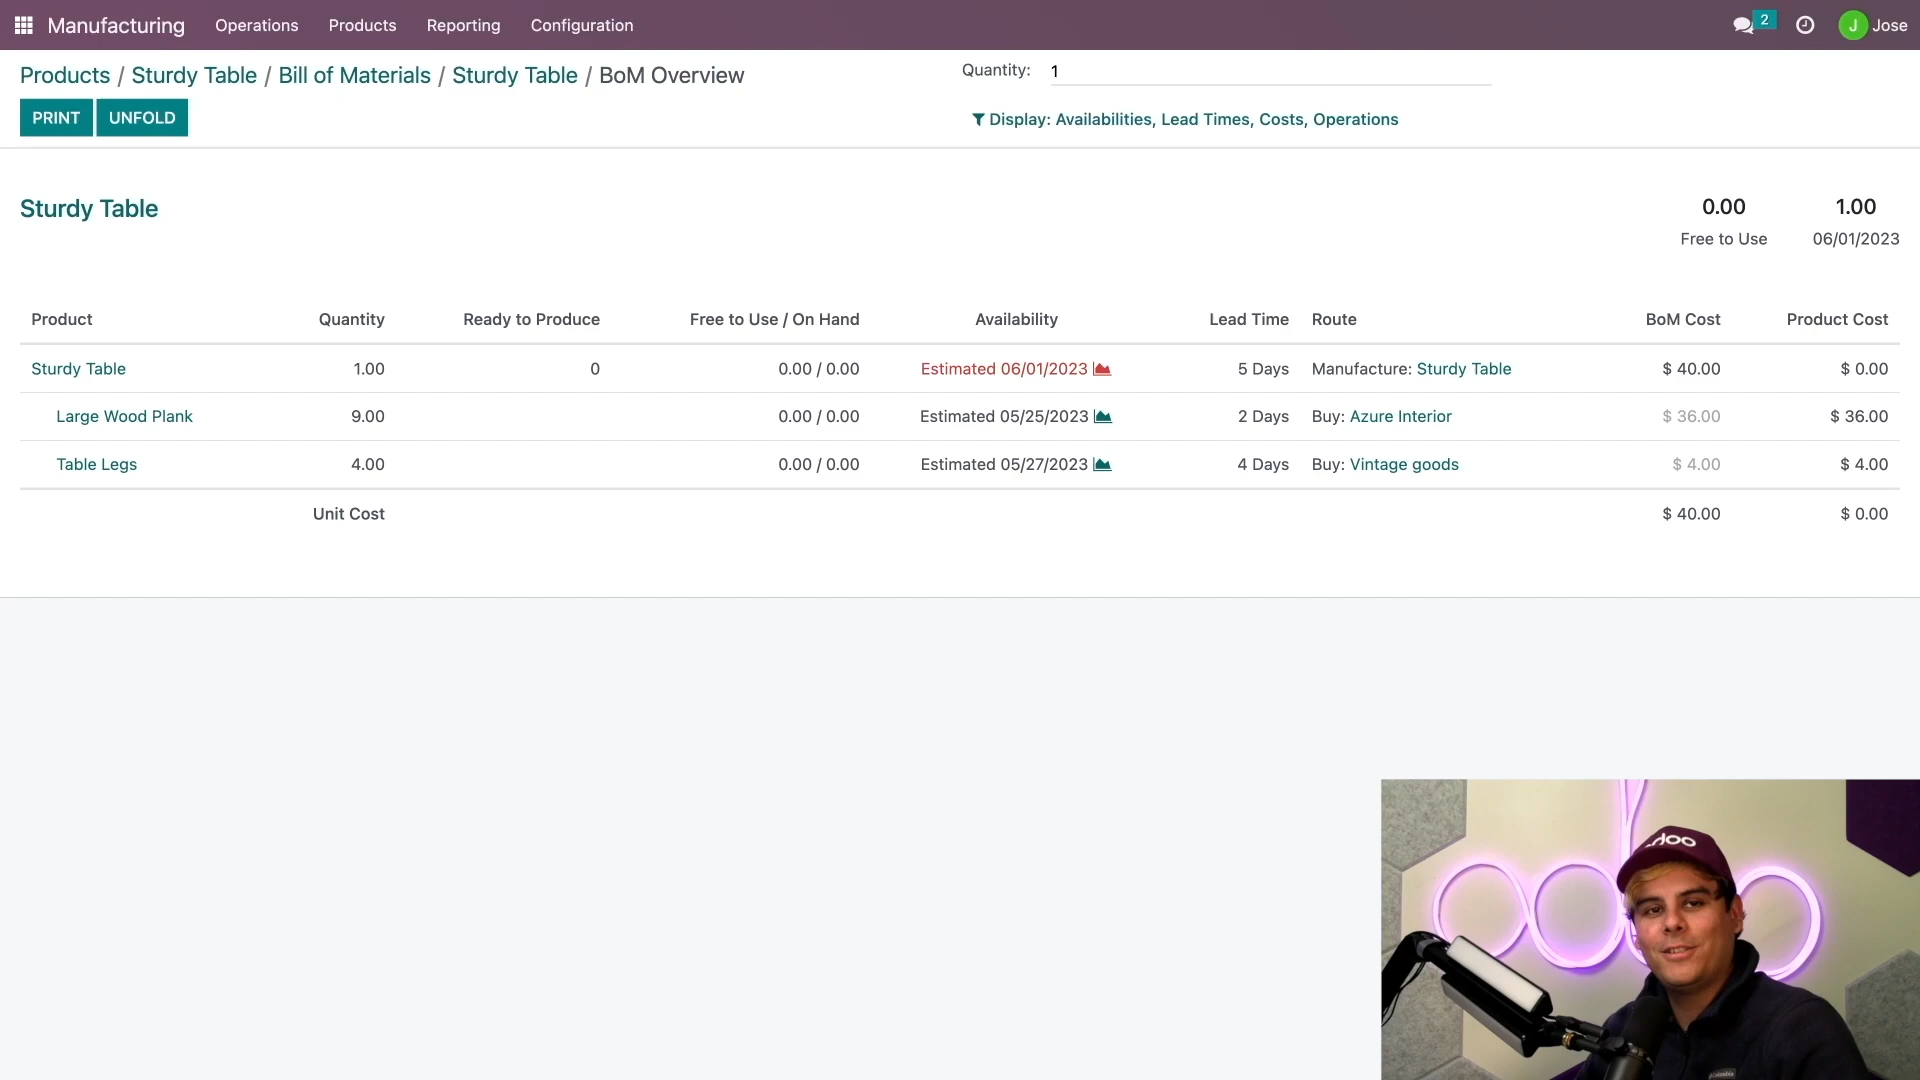 Manufacturing Operations Products Reporting Configuration 2 J Jose
Products / Sturdy Table / Bill of Materials / Sturdy Table / BoM Overview
Quantity: 1
PRINT UNFOLD
Display: Availabilities, Lead Times, Costs, Operations
Sturdy Table
0.00 1.00
Free to Use 06/01/2023
Product Quantity Ready to Produce Free to Use / On Hand Availability Lead Time Route BoM Cost Product Cost
Sturdy Table 1.00 0 0.00 / 0.00 Estimated 06/01/2023 5 Days Manufacture: Sturdy Table $ 40.00 $ 0.00
Large Wood Plank 9.00 0.00 / 0.00 Estimated 05/25/2023 2 Days Buy: Azure Interior $ 36.00 $ 36.00
Table Legs 4.00 0.00 / 0.00 Estimated 05/27/2023 4 Days Buy: Vintage goods $ 4.00 $ 4.00
Unit Cost $ 40.00 $ 0.00
odoo